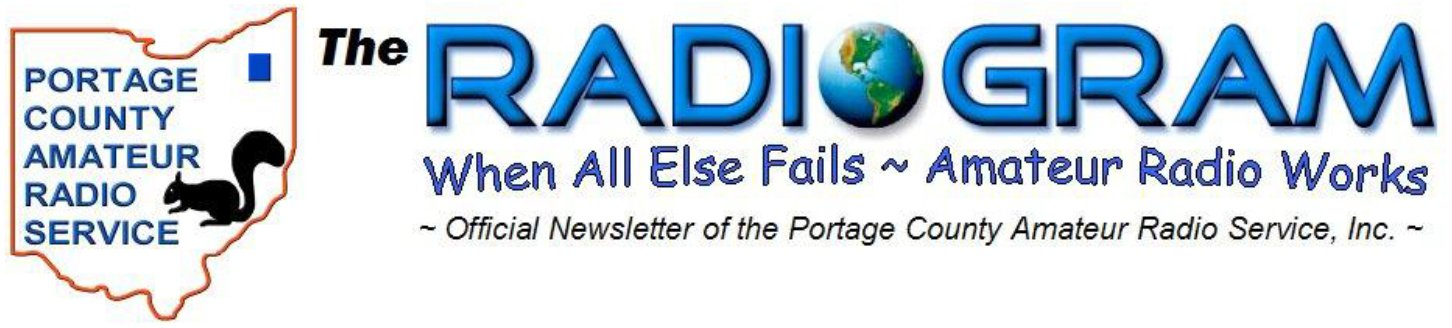 PORTAGE
COUNTY
AMATEUR
RADIO
SERVICE
The RADIOGRAM
When All Else Fails ~ Amateur Radio Works
~ Official Newsletter of the Portage County Amateur Radio Service, Inc. ~